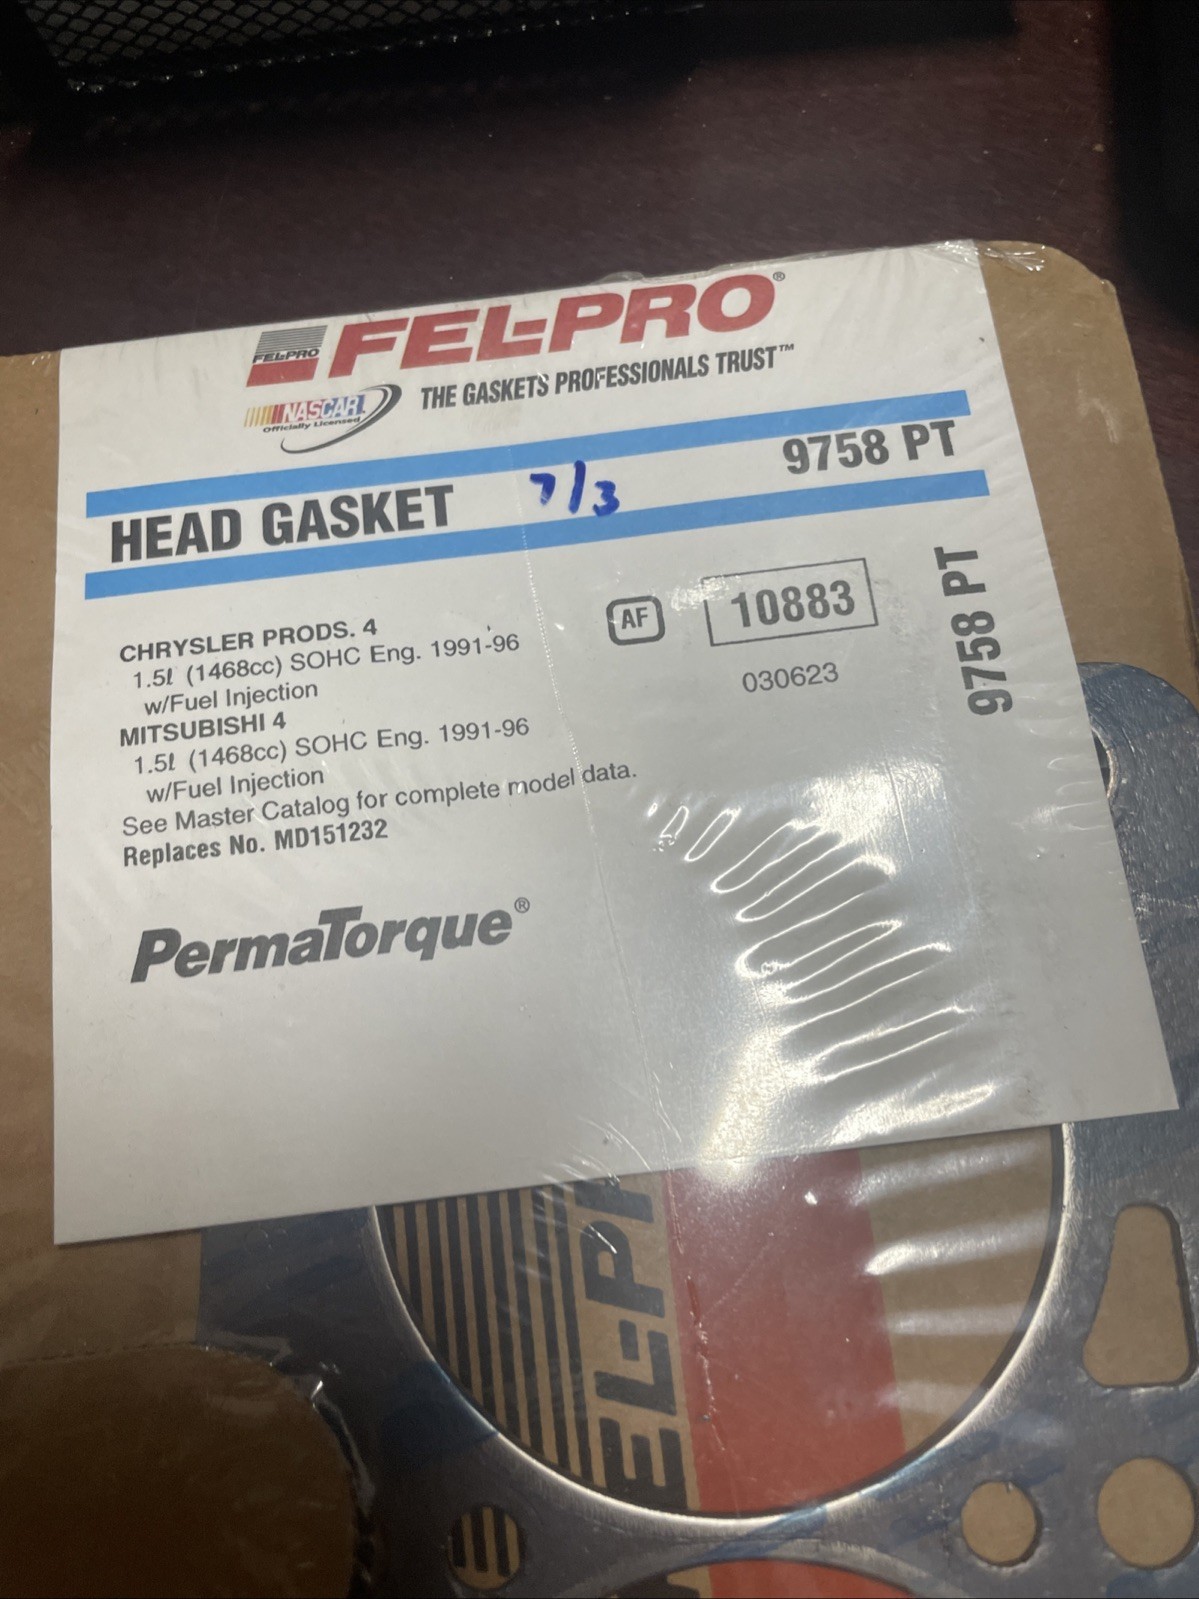 FEL-PRO®
FEL-PRO
NASCAR
Officially Licensed
THE GASKETS PROFESSIONALS TRUST™
HEAD GASKET
7/3
9758 PT
CHRYSLER PRODS. 4
1.5ℓ (1468cc) SOHC Eng. 1991-96
w/Fuel Injection
MITSUBISHI 4
1.5ℓ (1468cc) SOHC Eng. 1991-96
w/Fuel Injection
See Master Catalog for complete model data.
Replaces No. MD151232
AF
10883
030623
9758 PT
PermaTorque®
FEL-PR